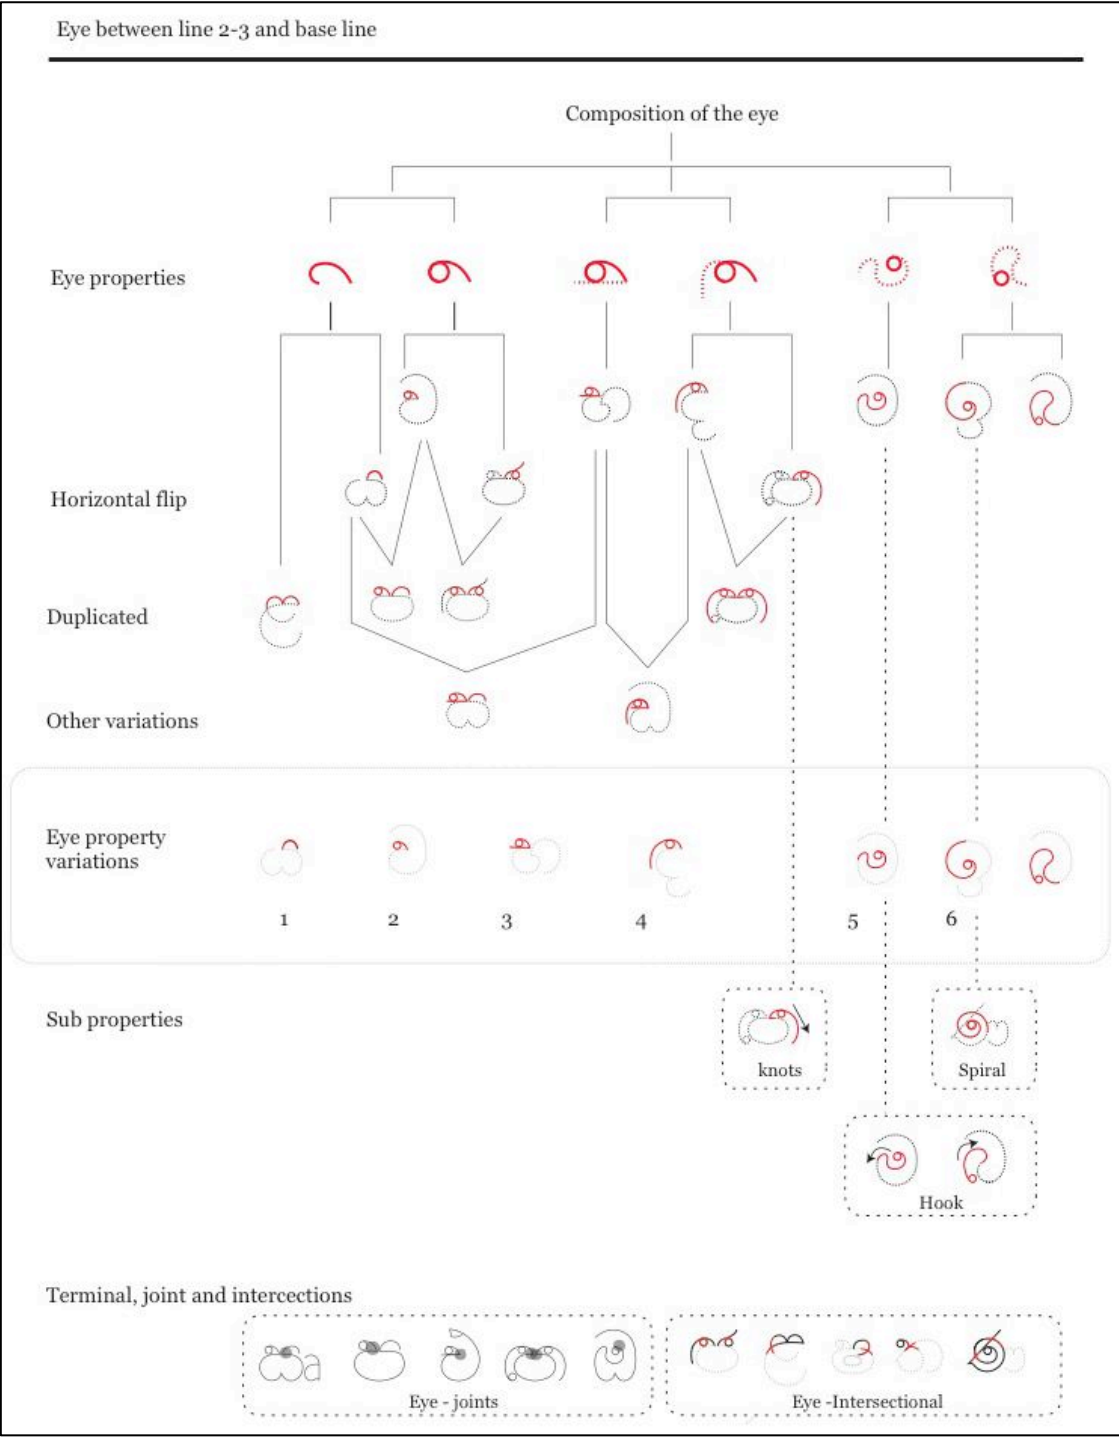 Eye between line 2-3 and base line
Composition of the eye
Eye properties
Horizontal flip
Duplicated
Other variations
Eye property
variations
1 2 3 4 5 6
Sub properties
knots
Spiral
Hook
Terminal, joint and intercections
Eye - joints
Eye -Intersectional